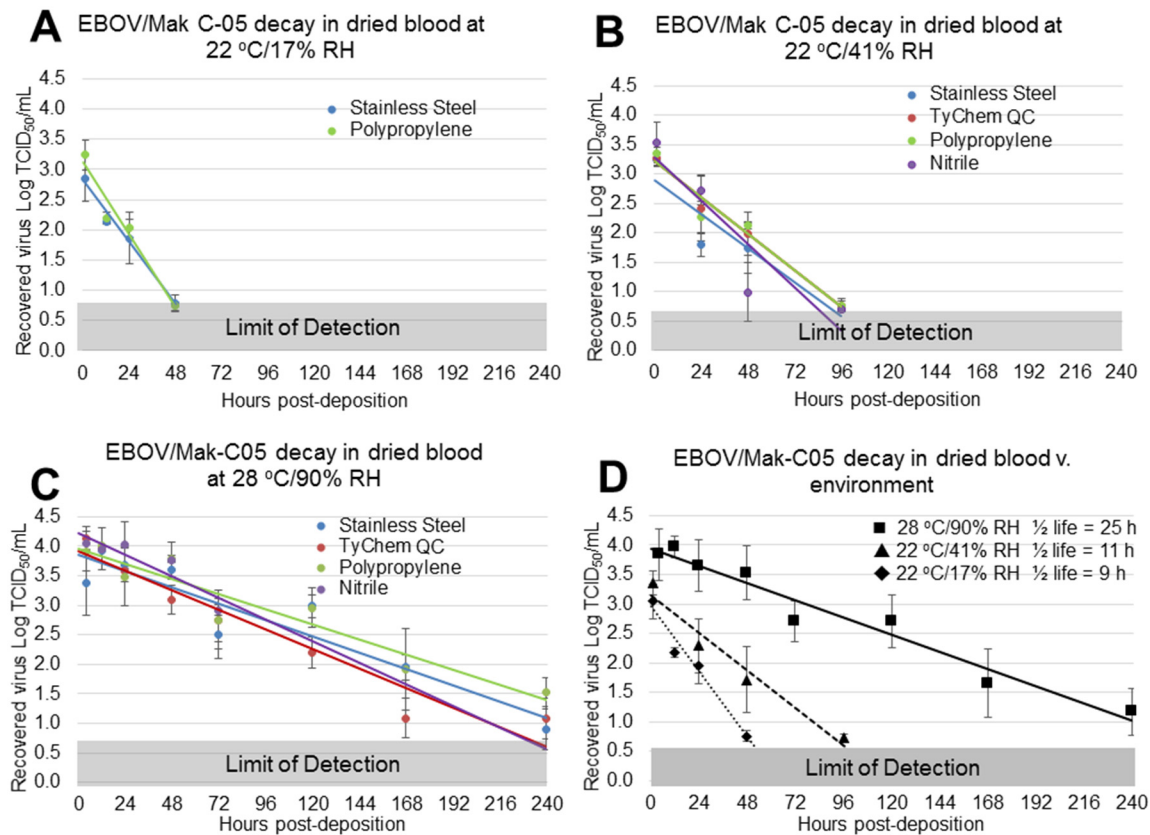 A
EBOV/Mak C-05 decay in dried blood at
22 °C/17% RH
Recovered virus Log TCID50/mL
4.5
4.0
3.5
3.0
2.5
2.0
1.5
1.0
0.5
0.0
Stainless Steel
Polypropylene
Limit of Detection
0 24 48 72 96 120 144 168 192 216 240
Hours post-deposition
B
EBOV/Mak C-05 decay in dried blood at
22 °C/41% RH
Recovered virus Log TCID50/mL
4.5
4.0
3.5
3.0
2.5
2.0
1.5
1.0
0.5
0.0
Stainless Steel
TyChem QC
Polypropylene
Nitrile
Limit of Detection
0 24 48 72 96 120 144 168 192 216 240
Hours post-deposition
C
EBOV/Mak-C05 decay in dried blood
at 28 °C/90% RH
Recovered virus Log TCID50/mL
4.5
4.0
3.5
3.0
2.5
2.0
1.5
1.0
0.5
0.0
Stainless Steel
TyChem QC
Polypropylene
Nitrile
Limit of Detection
0 24 48 72 96 120 144 168 192 216 240
Hours post-deposition
D
EBOV/Mak-C05 decay in dried blood v.
environment
Recovered virus Log TCID50/mL
4.5
4.0
3.5
3.0
2.5
2.0
1.5
1.0
0.5
0.0
28 °C/90% RH ½ life = 25 h
22 °C/41% RH ½ life = 11 h
22 °C/17% RH ½ life = 9 h
Limit of Detection
0 24 48 72 96 120 144 168 192 216 240
Hours post-deposition